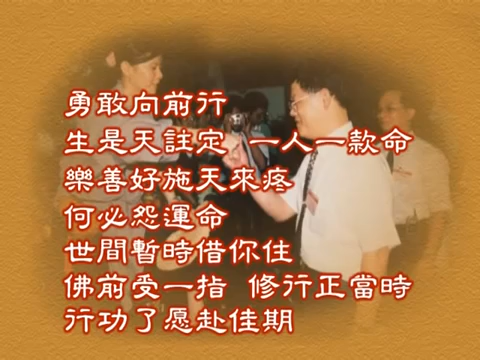 勇敢向前行
生是天註定 一人一款命
樂善好施天來疼
何必怨運命
世間暫時借你住
佛前受一指 修行正當時
行功了愿赴佳期